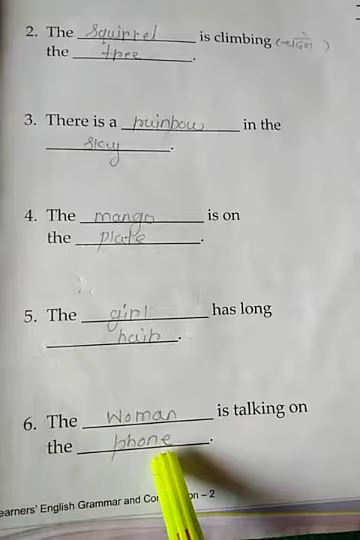 2. The Squirrel is climbing
the tree.
3. There is a rainbow in the
sky.
4. The mango is on
the plate.
5. The girl has long
hair.
6. The Woman is talking on
the phone.
earners' English Grammar and Co on – 2